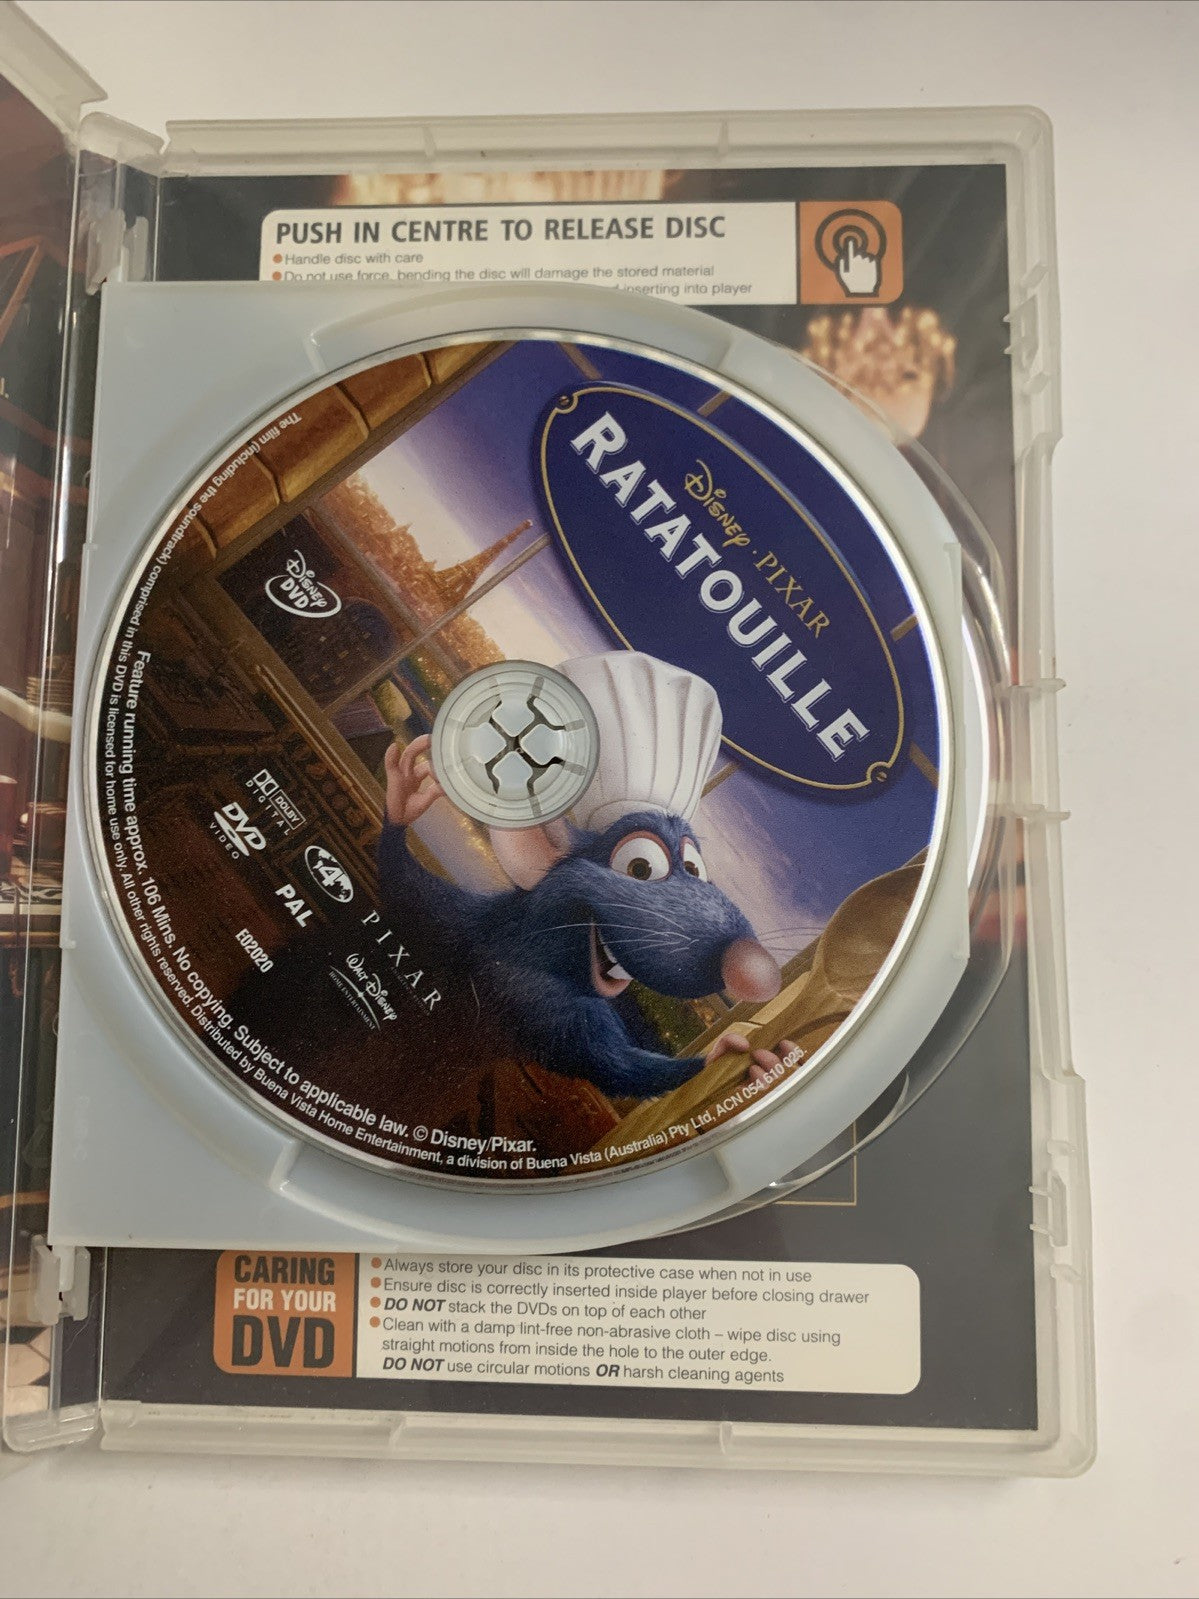 PUSH IN CENTRE TO RELEASE DISC
Handle disc with care
Do not use force, bending the disc will damage the stored material
inserting into player
Disney · PIXAR
RATATOUILLE
Disney
DVD
DOLBY
DIGITAL
DVD
VIDEO
4
PAL
E02020
PIXAR
Walt Disney
HOME ENTERTAINMENT
Feature running time approx. 106 Mins. No copying. Subject to applicable law. © Disney/Pixar.
The film (including the soundtrack) comprised in this DVD is licensed for home use only. All other rights reserved. Distributed by Buena Vista Home Entertainment, a division of Buena Vista (Australia) Pty Ltd, ACN 054 610 025.
CARING
FOR YOUR
DVD
Always store your disc in its protective case when not in use
Ensure disc is correctly inserted inside player before closing drawer
DO NOT stack the DVDs on top of each other
Clean with a damp lint-free non-abrasive cloth – wipe disc using
straight motions from inside the hole to the outer edge.
DO NOT use circular motions OR harsh cleaning agents